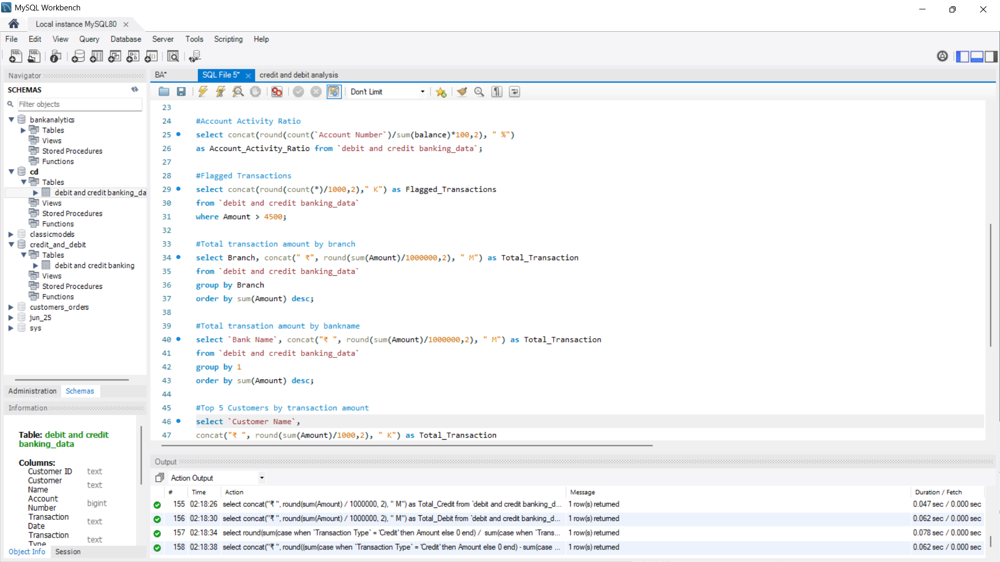 MySQL Workbench
Local instance MySQL80
File Edit View Query Database Server Tools Scripting Help
Navigator
SCHEMAS
Filter objects
bankanalytics
Tables
Views
Stored Procedures
Functions
cd
Tables
debit and credit banking_da
Views
Stored Procedures
Functions
classicmodels
credit_and_debit
Tables
debit and credit banking
Views
Stored Procedures
Functions
customers_orders
jun_25
sys
Administration Schemas
Information
Table: debit and credit
banking_data
Columns:
Customer ID text
Customer
Name text
Account
Number bigint
Transaction
Date text
Transaction
Type text
Object Info Session
BA* SQL File 5* credit and debit analysis
Don't Limit
23
24 #Account Activity Ratio
25 select concat(round(count(`Account Number`)/sum(balance)*100,2), " %")
26 as Account_Activity_Ratio from `debit and credit banking_data`;
27
28 #Flagged Transactions
29 select concat(round(count(*)/1000,2)," K") as Flagged_Transactions
30 from `debit and credit banking_data`
31 where Amount > 4500;
32
33 #Total transaction amount by branch
34 select Branch, concat(" ₹", round(sum(Amount)/1000000,2), " M") as Total_Transaction
35 from `debit and credit banking_data`
36 group by Branch
37 order by sum(Amount) desc;
38
39 #Total transation amount by bankname
40 select `Bank Name`, concat("₹ ", round(sum(Amount)/1000000,2), " M") as Total_Transaction
41 from `debit and credit banking_data`
42 group by 1
43 order by sum(Amount) desc;
44
45 #Top 5 Customers by transaction amount
46 select `Customer Name`,
47 concat("₹ ", round(sum(Amount)/1000,2), " K") as Total_Transaction
Output
Action Output
# Time Action Message Duration / Fetch
155 02:18:26 select concat("₹ ", round(sum(Amount) / 1000000, 2), " M") as Total_Credit from `debit and credit banking_d... 1 row(s) returned 0.047 sec / 0.000 sec
156 02:18:30 select concat("₹ ", round(sum(Amount) / 1000000, 2), " M") as Total_Debit from `debit and credit banking_d... 1 row(s) returned 0.062 sec / 0.000 sec
157 02:18:34 select round(sum(case when `Transaction Type` = 'Credit' then Amount else 0 end) / sum(case when `Trans... 1 row(s) returned 0.078 sec / 0.000 sec
158 02:18:38 select concat("₹ ", round((sum(case when `Transaction Type` = 'Credit' then Amount else 0 end) - sum(case ... 1 row(s) returned 0.062 sec / 0.000 sec